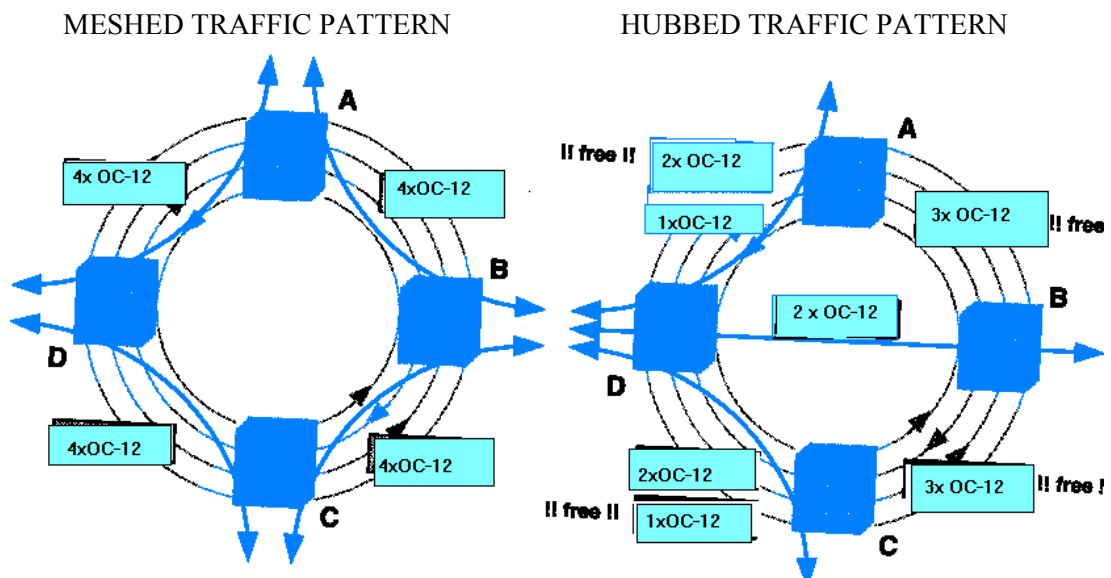 MESHED TRAFFIC PATTERN
HUBBED TRAFFIC PATTERN
A
4x OC-12
4xOC-12
B
D
4xOC-12
4xOC-12
C
A
!! free !!
2x OC-12
1xOC-12
3x OC-12
!! free
B
2 x OC-12
D
2xOC-12
3x OC-12
!! free !
!! free !!
1xOC-12
C